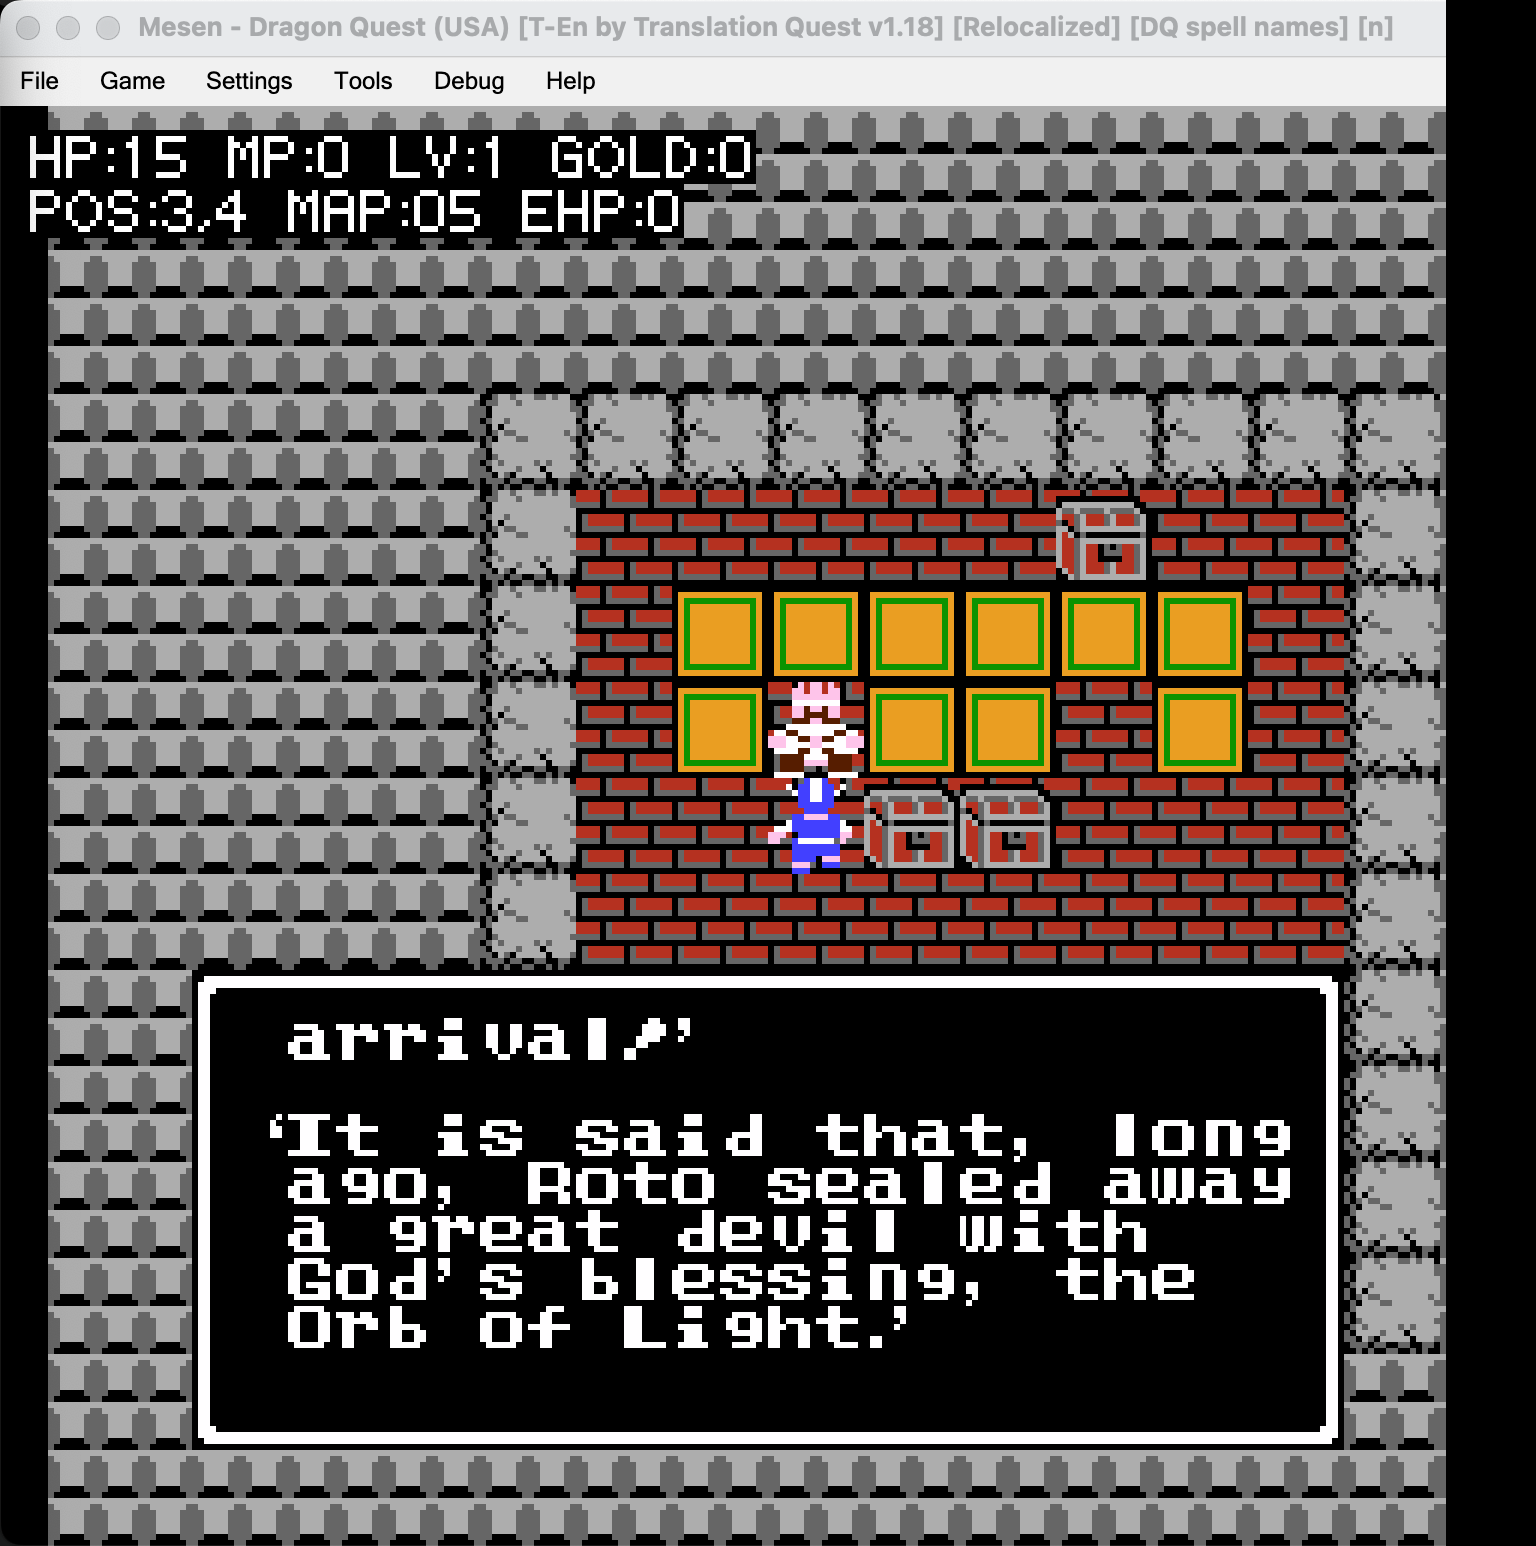 Mesen - Dragon Quest (USA) [T-En by Translation Quest v1.18] [Relocalized] [DQ spell names] [n]
File Game Settings Tools Debug Help
HP:15 MP:0 LV:1 GOLD:0
POS:3,4 MAP:05 EHP:0
arrival!’
‘It is said that, long
ago, Roto sealed away
a great devil with
God’s blessing, the
Orb of Light.’